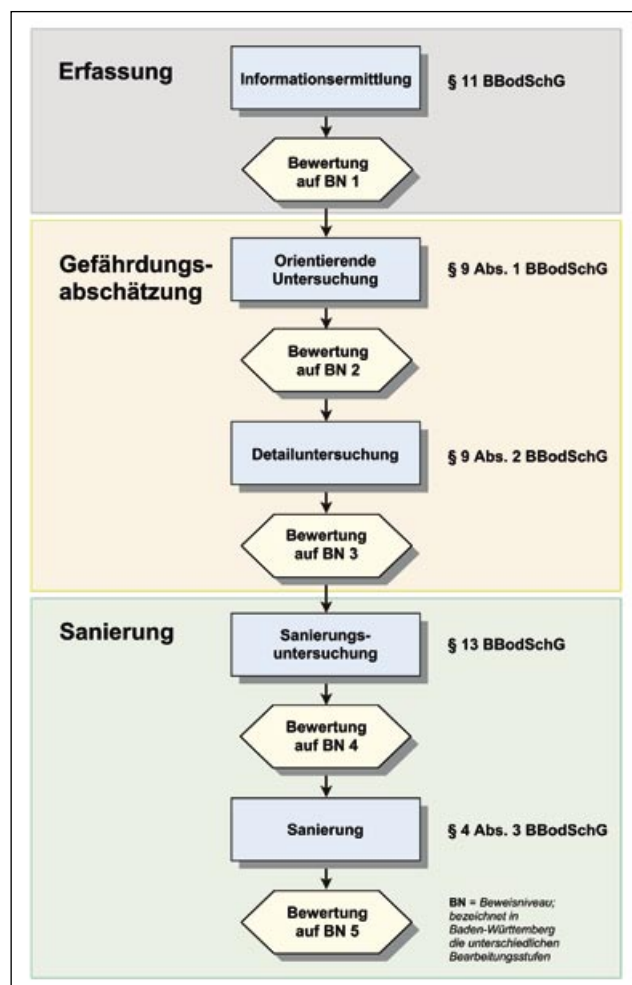 Erfassung
Informationsermittlung
§ 11 BBodSchG
Bewertung
auf BN 1
Gefährdungs-
abschätzung
Orientierende
Untersuchung
§ 9 Abs. 1 BBodSchG
Bewertung
auf BN 2
Detailuntersuchung
§ 9 Abs. 2 BBodSchG
Bewertung
auf BN 3
Sanierung
Sanierungs-
untersuchung
§ 13 BBodSchG
Bewertung
auf BN 4
Sanierung
§ 4 Abs. 3 BBodSchG
Bewertung
auf BN 5
BN = Beweisniveau;
bezeichnet in
Baden-Württemberg
die unterschiedlichen
Bearbeitungsstufen